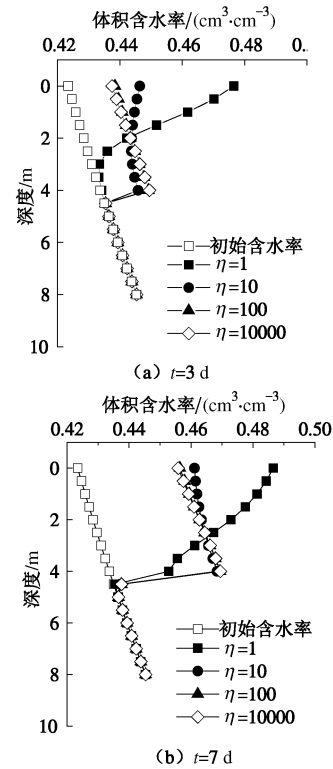 体积含水率/(cm³·cm⁻³)
0.42 0.44 0.46 0.48 0.
0
2
4
6
8
10
深度/m
初始含水率
η=1
η=10
η=100
η=10000
(a) t=3 d
体积含水率/(cm³·cm⁻³)
0.42 0.44 0.46 0.48 0.50
0
2
4
6
8
10
深度/m
初始含水率
η=1
η=10
η=100
η=10000
(b) t=7 d